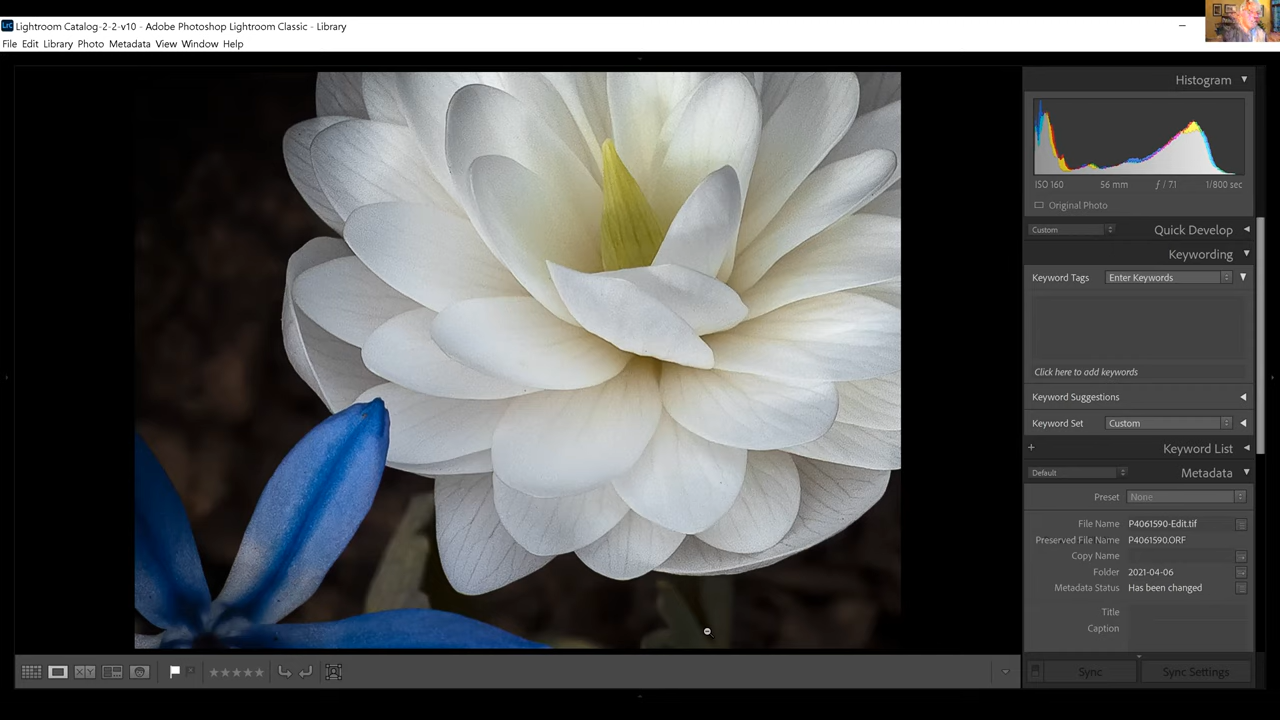 Lightroom Catalog-2-2-v10 - Adobe Photoshop Lightroom Classic - Library
File Edit Library Photo Metadata View Window Help
Histogram
ISO 160 56 mm ƒ / 7.1 1/800 sec
Original Photo
Custom Quick Develop
Keywording
Keyword Tags Enter Keywords
Click here to add keywords
Keyword Suggestions
Keyword Set Custom
+ Keyword List
Default Metadata
Preset None
File Name P4061590-Edit.tif
Preserved File Name P4061590.ORF
Copy Name
Folder 2021-04-06
Metadata Status Has been changed
Title
Caption
XY
Sync Sync Settings